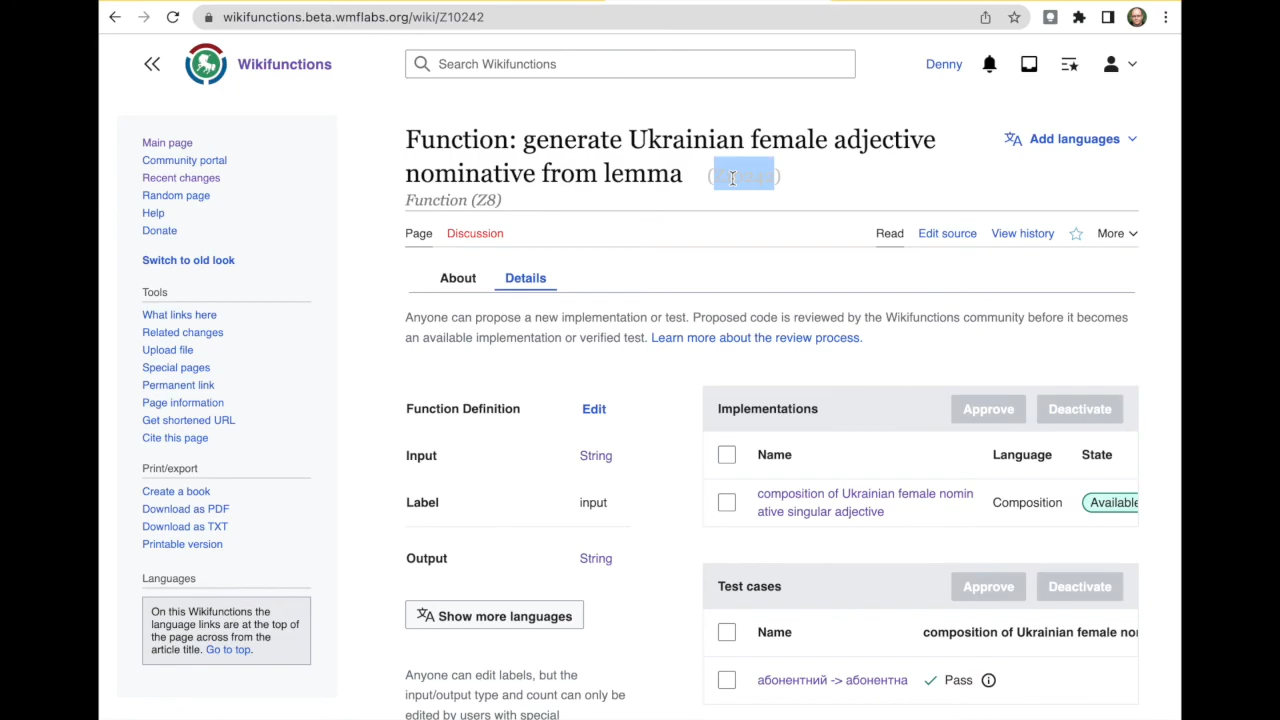 wikifunctions.beta.wmflabs.org/wiki/Z10242
Wikifunctions
Search Wikifunctions
Denny
Main page
Community portal
Recent changes
Random page
Help
Donate
Switch to old look
Tools
What links here
Related changes
Upload file
Special pages
Permanent link
Page information
Get shortened URL
Cite this page
Print/export
Create a book
Download as PDF
Download as TXT
Printable version
Languages
On this Wikifunctions the
language links are at the top of
the page across from the
article title. Go to top.
Function: generate Ukrainian female adjective
nominative from lemma
Function (Z8)
Add languages
Page Discussion
Read Edit source View history More
About Details
Anyone can propose a new implementation or test. Proposed code is reviewed by the Wikifunctions community before it becomes
an available implementation or verified test. Learn more about the review process.
Function Definition Edit
Input String
Label input
Output String
Show more languages
Anyone can edit labels, but the
input/output type and count can only be
edited by users with special
Implementations Approve Deactivate
Name Language State
composition of Ukrainian female nomin
ative singular adjective
Composition Available
Test cases Approve Deactivate
Name composition of Ukrainian female no
абонентний -> абонентна Pass